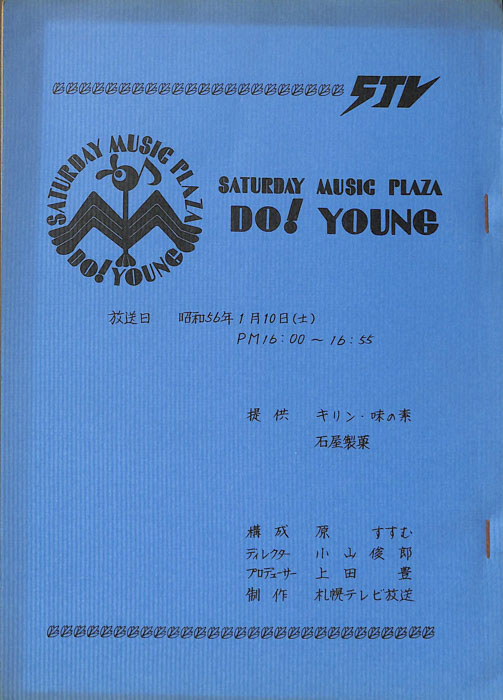 STV
SATURDAY MUSIC PLAZA
DO! YOUNG
SATURDAY MUSIC PLAZA
DO! YOUNG
放送日 昭和56年1月10日(土)
PM16:00～16:55
提供 キリン・味の素
石屋製菓
構成 原 すすむ
ディレクター 小山俊郎
プロデューサー 上田 豊
制作 札幌テレビ放送